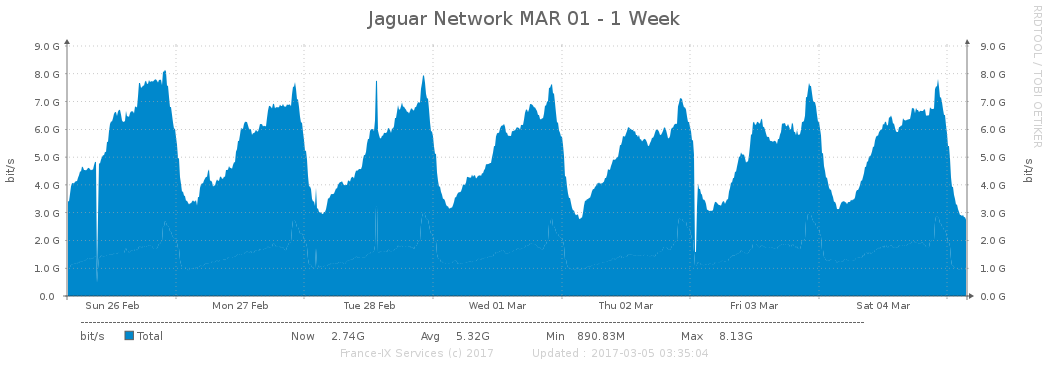 Jaguar Network MAR 01 - 1 Week
RRDTOOL / TOBI OETIKER
bit/s
9.0 G 9.0 G
8.0 G 8.0 G
7.0 G 7.0 G
6.0 G 6.0 G
5.0 G 5.0 G
4.0 G 4.0 G
3.0 G 3.0 G
2.0 G 2.0 G
1.0 G 1.0 G
0.0 0.0 G
bit/s
Sun 26 Feb Mon 27 Feb Tue 28 Feb Wed 01 Mar Thu 02 Mar Fri 03 Mar Sat 04 Mar
bit/s Total Now 2.74G Avg 5.32G Min 890.83M Max 8.13G
France-IX Services (c) 2017 Updated : 2017-03-05 03:35:04